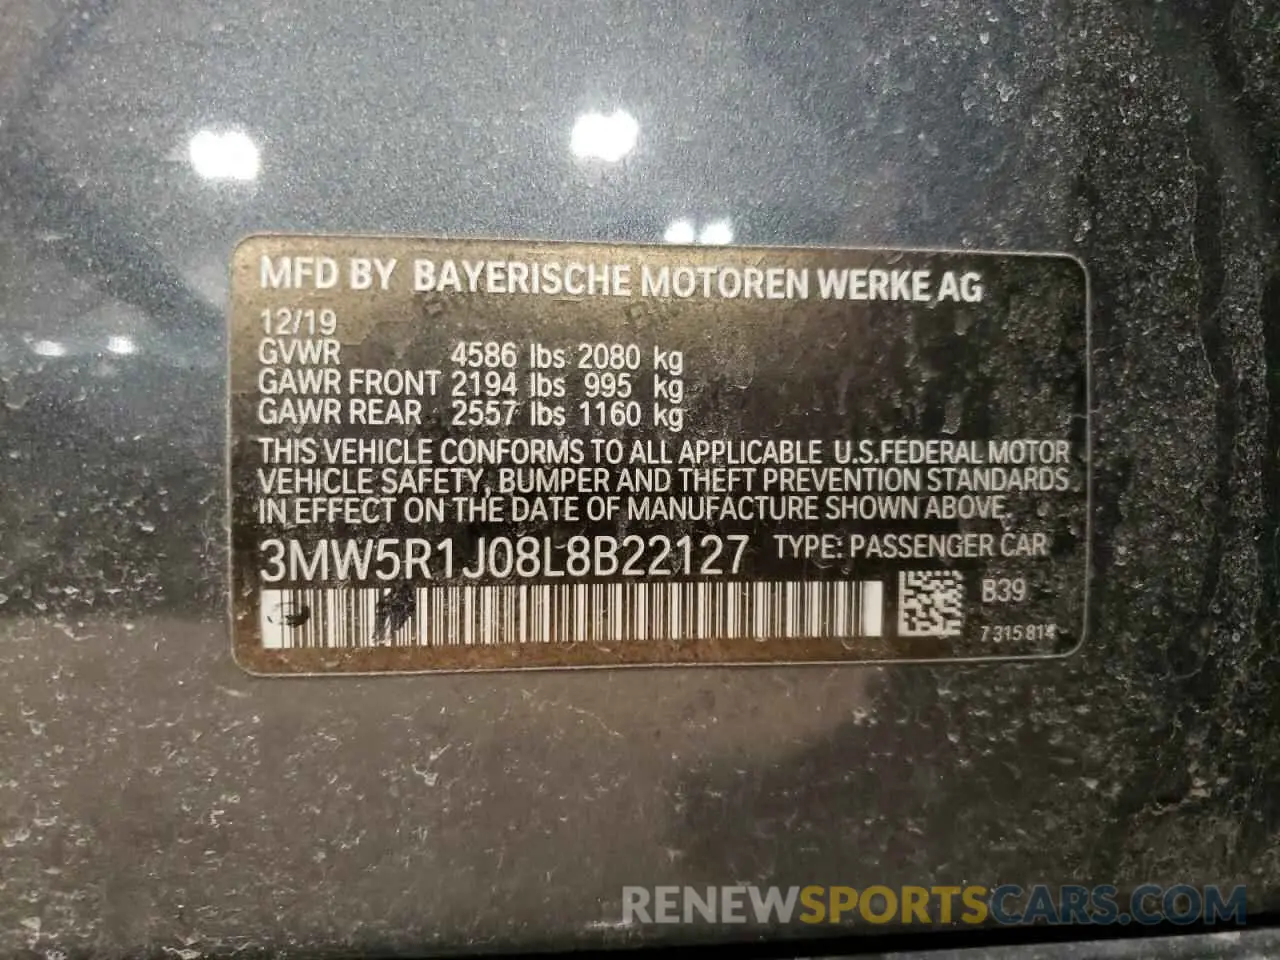 MFD BY BAYERISCHE MOTOREN WERKE AG
12/19
GVWR 4586 lbs 2080 kg
GAWR FRONT 2194 lbs 995 kg
GAWR REAR 2557 lbs 1160 kg
THIS VEHICLE CONFORMS TO ALL APPLICABLE U.S.FEDERAL MOTOR
VEHICLE SAFETY, BUMPER AND THEFT PREVENTION STANDARDS
IN EFFECT ON THE DATE OF MANUFACTURE SHOWN ABOVE.
3MW5R1J08L8B22127 TYPE: PASSENGER CAR
B39
7 315 814
RENEWSPORTSCARS.COM